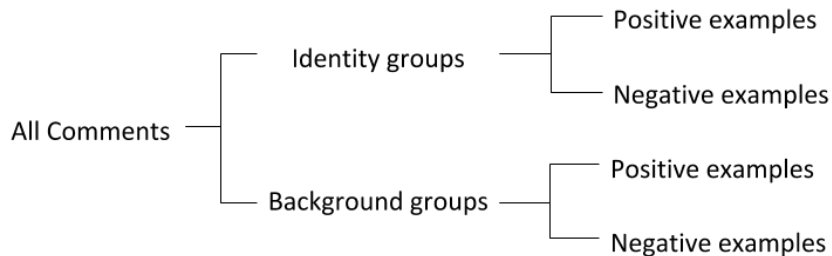 Positive examples
Identity groups
Negative examples
All Comments
Positive examples
Background groups
Negative examples